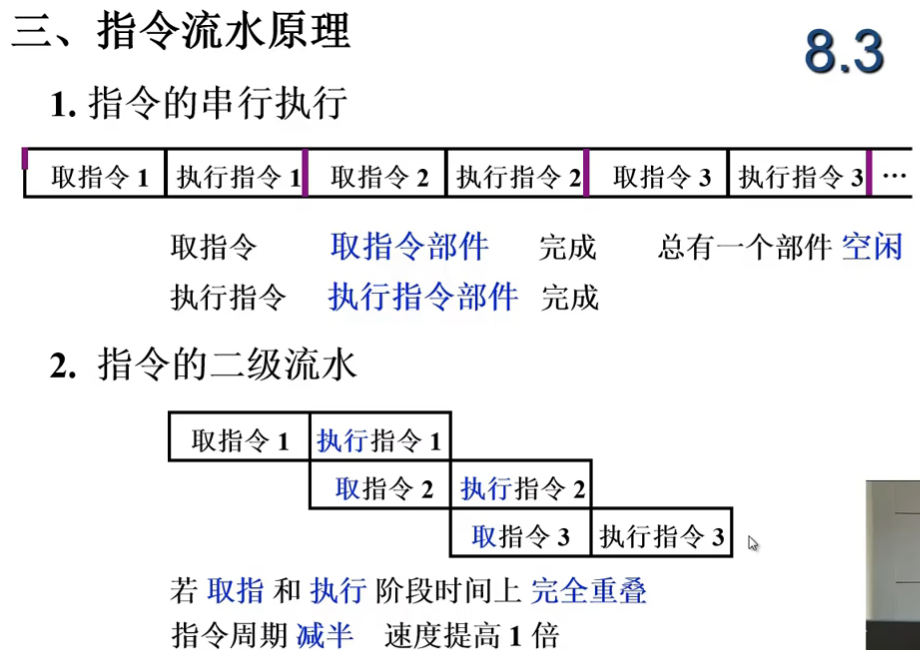 三、指令流水原理
8.3
1. 指令的串行执行
取指令 1 执行指令 1 取指令 2 执行指令 2 取指令 3 执行指令 3 …
取指令 取指令部件 完成 总有一个部件 空闲
执行指令 执行指令部件 完成
2. 指令的二级流水
取指令 1 执行指令 1
取指令 2 执行指令 2
取指令 3 执行指令 3
若 取指 和 执行 阶段时间上 完全重叠
指令周期 减半 速度提高 1 倍